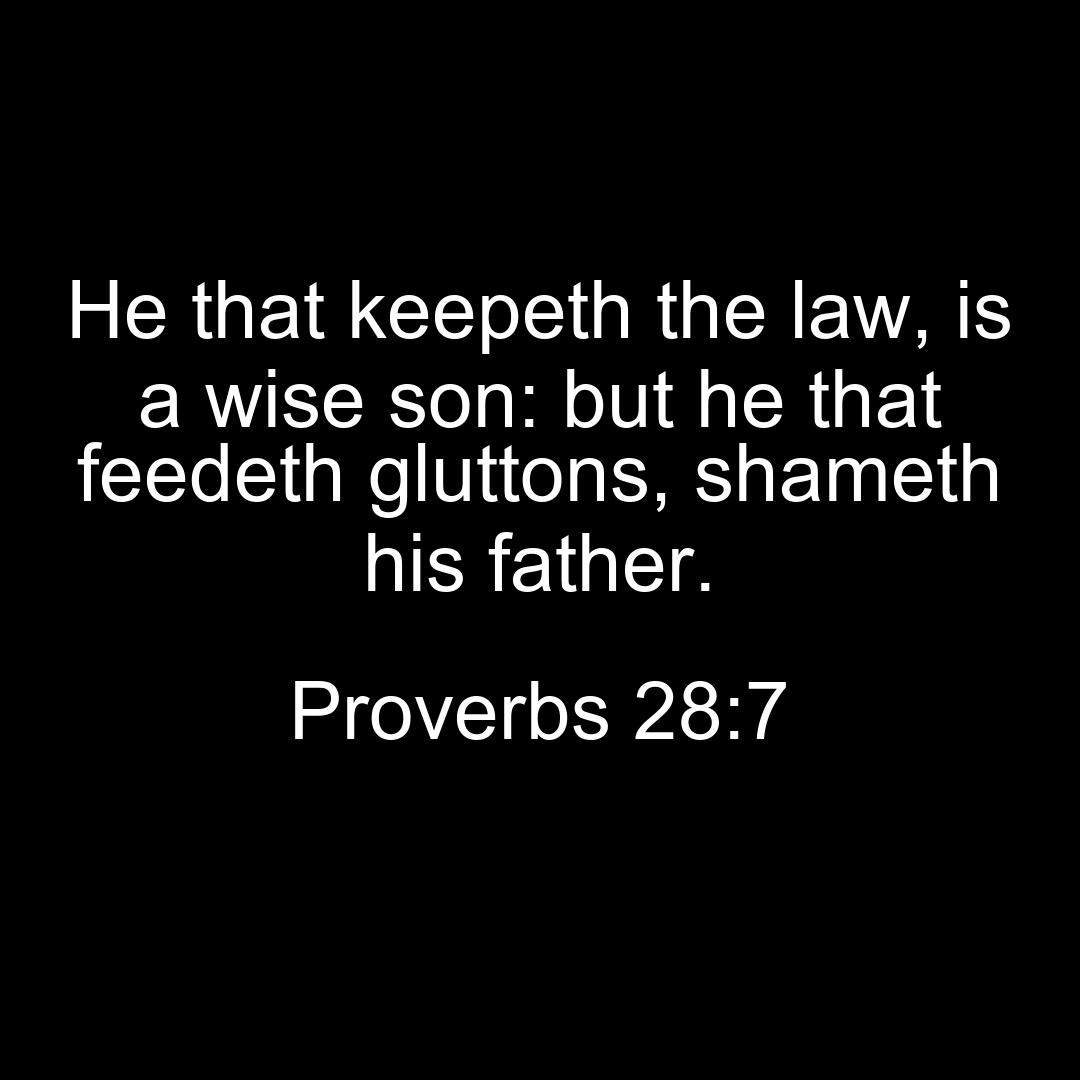 He that keepeth the law, is
a wise son: but he that
feedeth gluttons, shameth
his father.
Proverbs 28:7